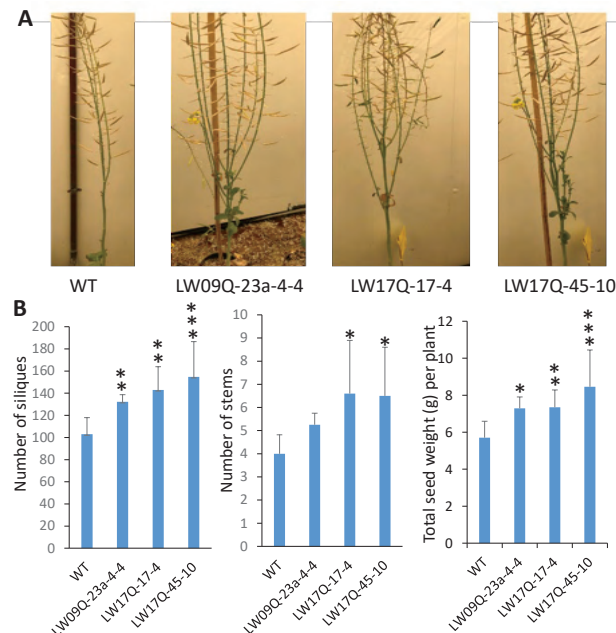 A
WT
LW09Q-23a-4-4
LW17Q-17-4
LW17Q-45-10
B
Number of siliques
200
180
160
140
120
100
80
60
40
20
0
**
**
***
WT
LW09Q-23a-4-4
LW17Q-17-4
LW17Q-45-10
Number of stems
10
9
8
7
6
5
4
3
2
1
0
*
*
WT
LW09Q-23a-4-4
LW17Q-17-4
LW17Q-45-10
Total seed weight (g) per plant
12
10
8
6
4
2
0
*
**
***
WT
LW09Q-23a-4-4
LW17Q-17-4
LW17Q-45-10